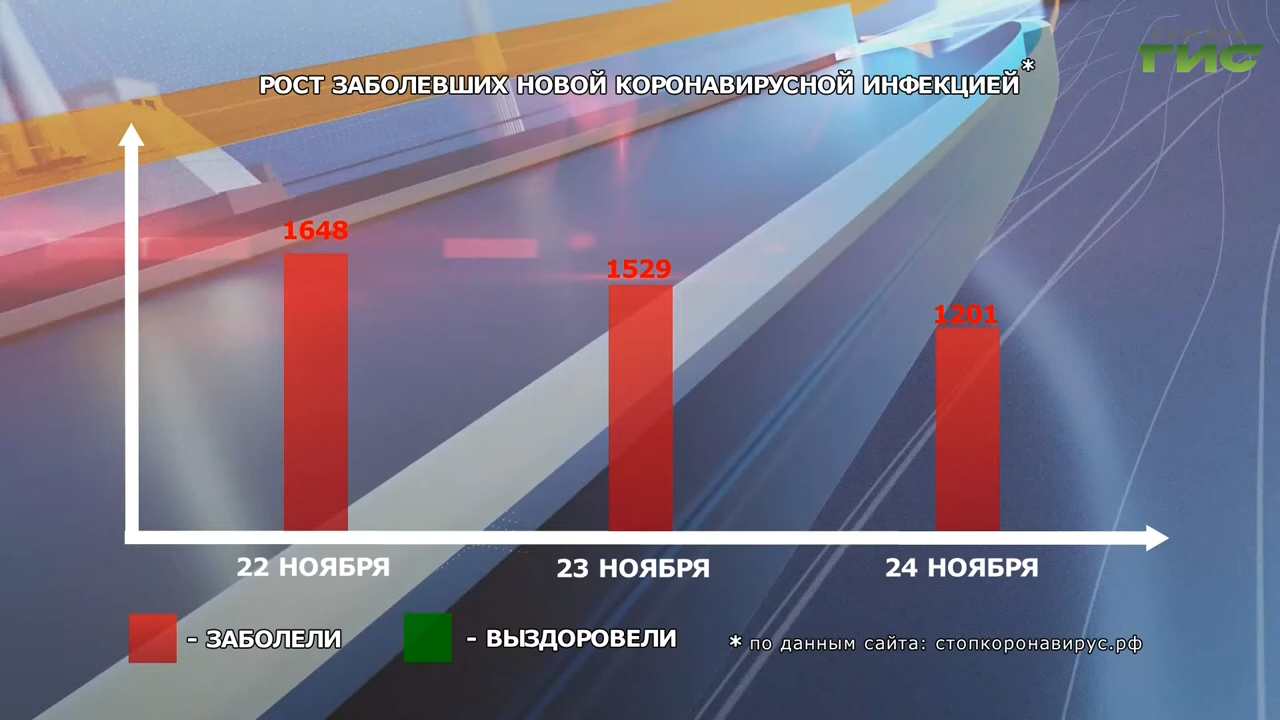 САМАРА
ГИС
РОСТ ЗАБОЛЕВШИХ НОВОЙ КОРОНАВИРУСНОЙ ИНФЕКЦИЕЙ*
1648
1529
1201
22 НОЯБРЯ
23 НОЯБРЯ
24 НОЯБРЯ
- ЗАБОЛЕЛИ
- ВЫЗДОРОВЕЛИ
* по данным сайта: стопкоронавирус.рф